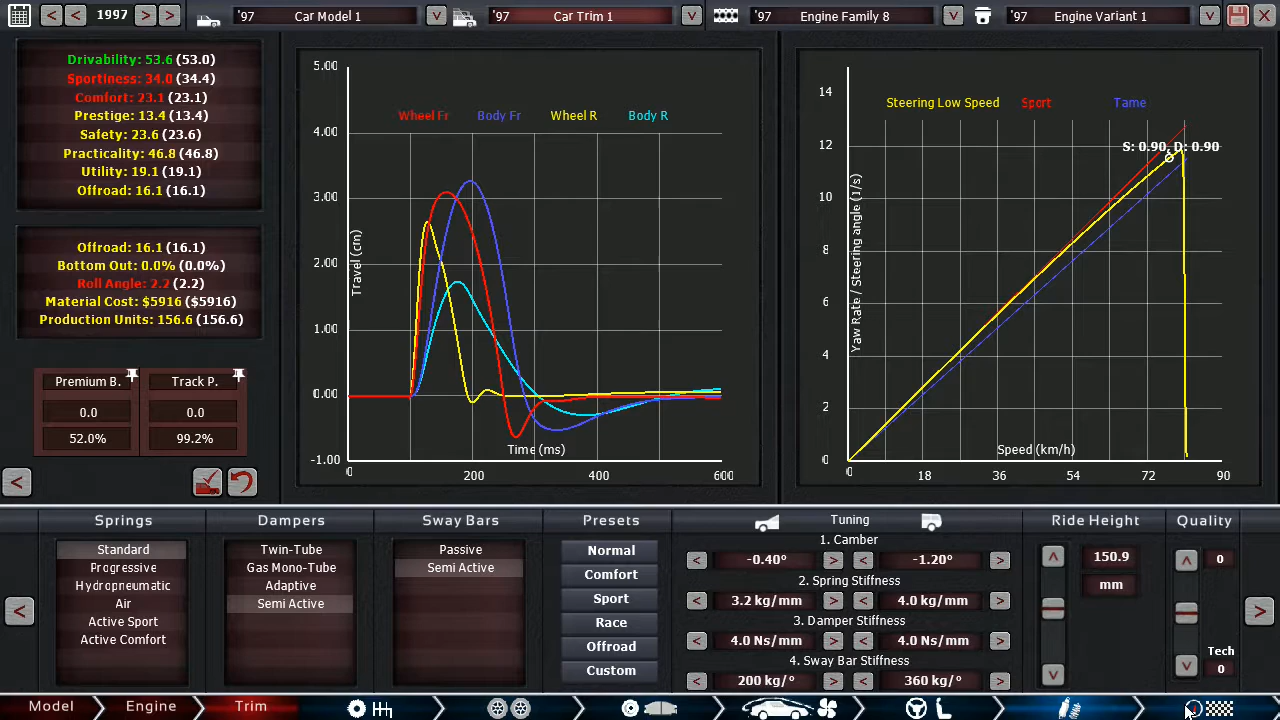 1997
'97 Car Model 1
'97 Car Trim 1
'97 Engine Family 8
'97 Engine Variant 1
Drivability: 53.6 (53.0)
Sportiness: 34.0 (34.4)
Comfort: 23.1 (23.1)
Prestige: 13.4 (13.4)
Safety: 23.6 (23.6)
Practicality: 46.8 (46.8)
Utility: 19.1 (19.1)
Offroad: 16.1 (16.1)
Offroad: 16.1 (16.1)
Bottom Out: 0.0% (0.0%)
Roll Angle: 2.2 (2.2)
Material Cost: $5916 ($5916)
Production Units: 156.6 (156.6)
Premium B. Track P.
0.0 0.0
52.0% 99.2%
Wheel Fr Body Fr Wheel R Body R
5.00
4.00
3.00
2.00
1.00
0.00
-1.00
Travel (cm)
Time (ms)
0 200 400 600
Steering Low Speed Sport Tame
S: 0.90, D: 0.90
14
12
10
8
6
4
2
0
Yaw Rate / Steering angle (1/s)
Speed (km/h)
0 18 36 54 72 90
Springs
Standard
Progressive
Hydropneumatic
Air
Active Sport
Active Comfort
Dampers
Twin-Tube
Gas Mono-Tube
Adaptive
Semi Active
Sway Bars
Passive
Semi Active
Presets
Normal
Comfort
Sport
Race
Offroad
Custom
Tuning
1. Camber
-0.40° -1.20°
2. Spring Stiffness
3.2 kg/mm 4.0 kg/mm
3. Damper Stiffness
4.0 Ns/mm 4.0 Ns/mm
4. Sway Bar Stiffness
200 kg/° 360 kg/°
Ride Height
150.9
mm
Quality
0
Tech
0
Model Engine Trim